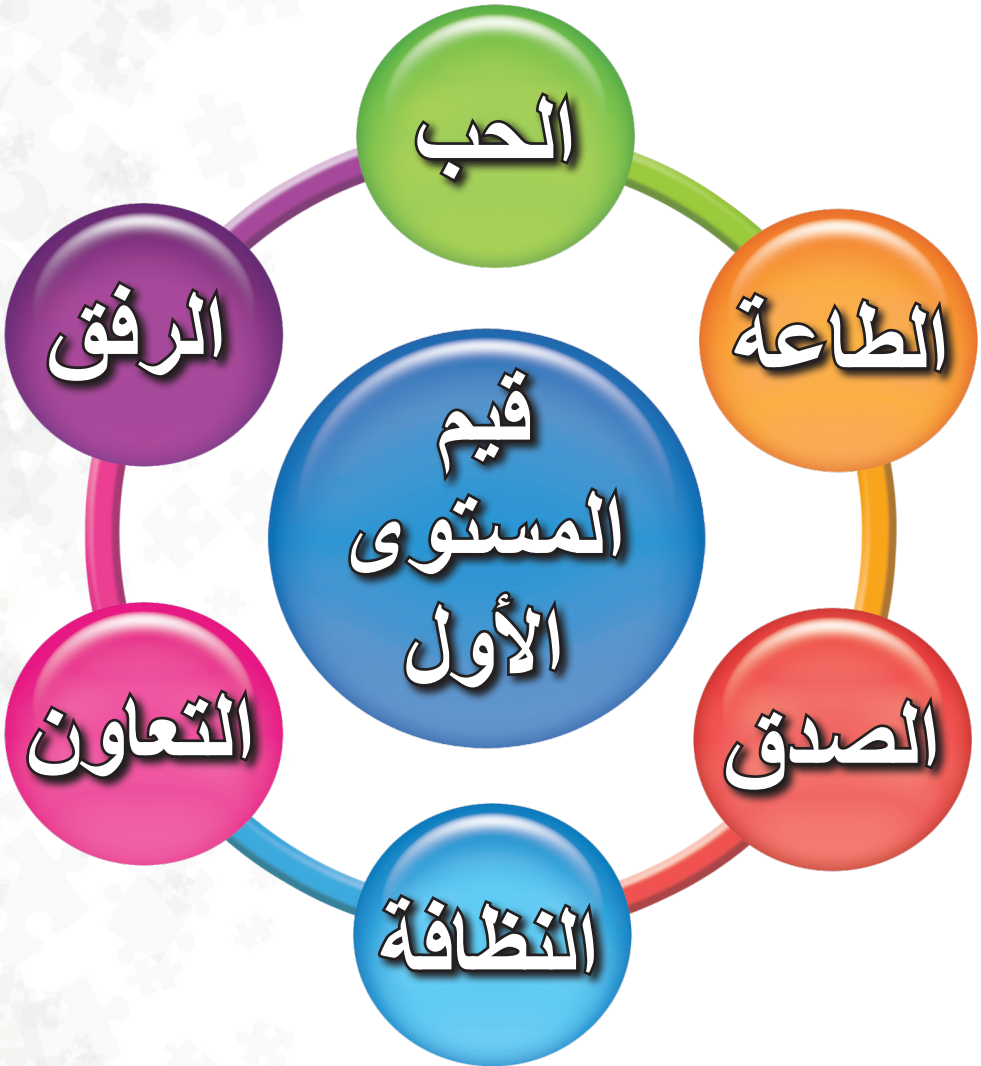 قيم
المستوى
الأول
الحب
الطاعة
الصدق
النظافة
التعاون
الرفق